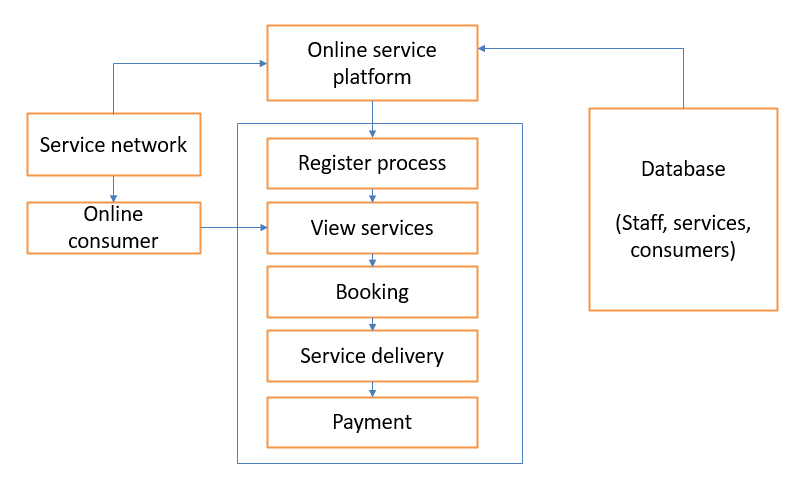 Online service
platform
Service network
Register process
Database
Online
consumer
View services
(Staff, services,
consumers)
Booking
Service delivery
Payment